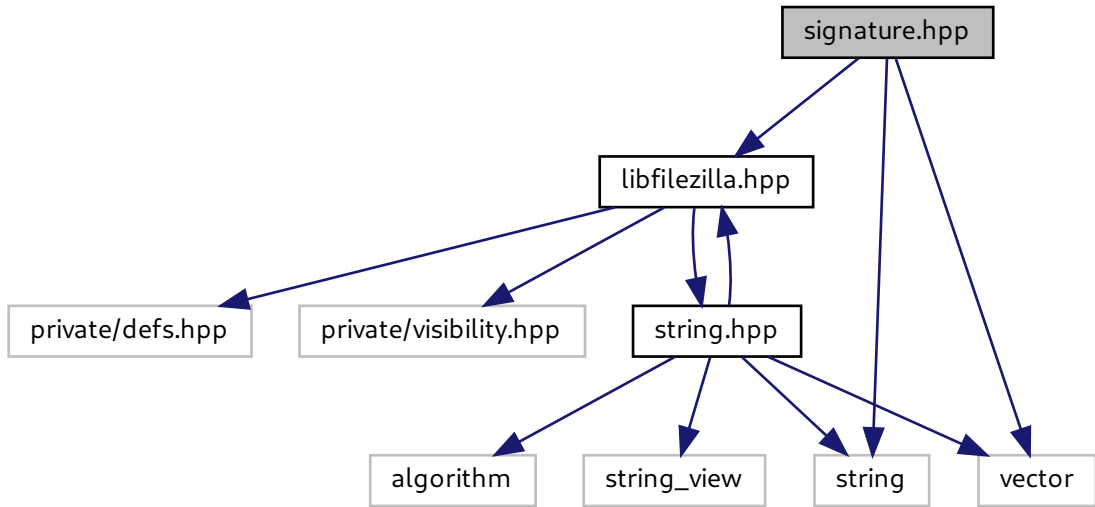 signature.hpp
libfilezilla.hpp
private/defs.hpp
private/visibility.hpp
string.hpp
algorithm
string_view
string
vector